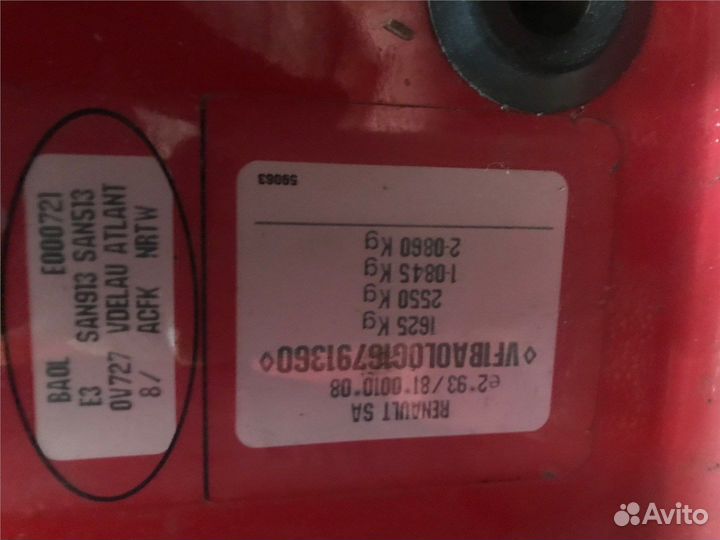 RENAULT SA
e2*93/81*0010*08
◊VF1BA0L0G16791360◊
1625 Kg
2550 Kg
1-0845 Kg
2-0860 Kg
59063
BA0L E000721
E3 SAN913 SAN513
0V727 VDELAU ATLANT
8/ ACFK NRTW
Avito